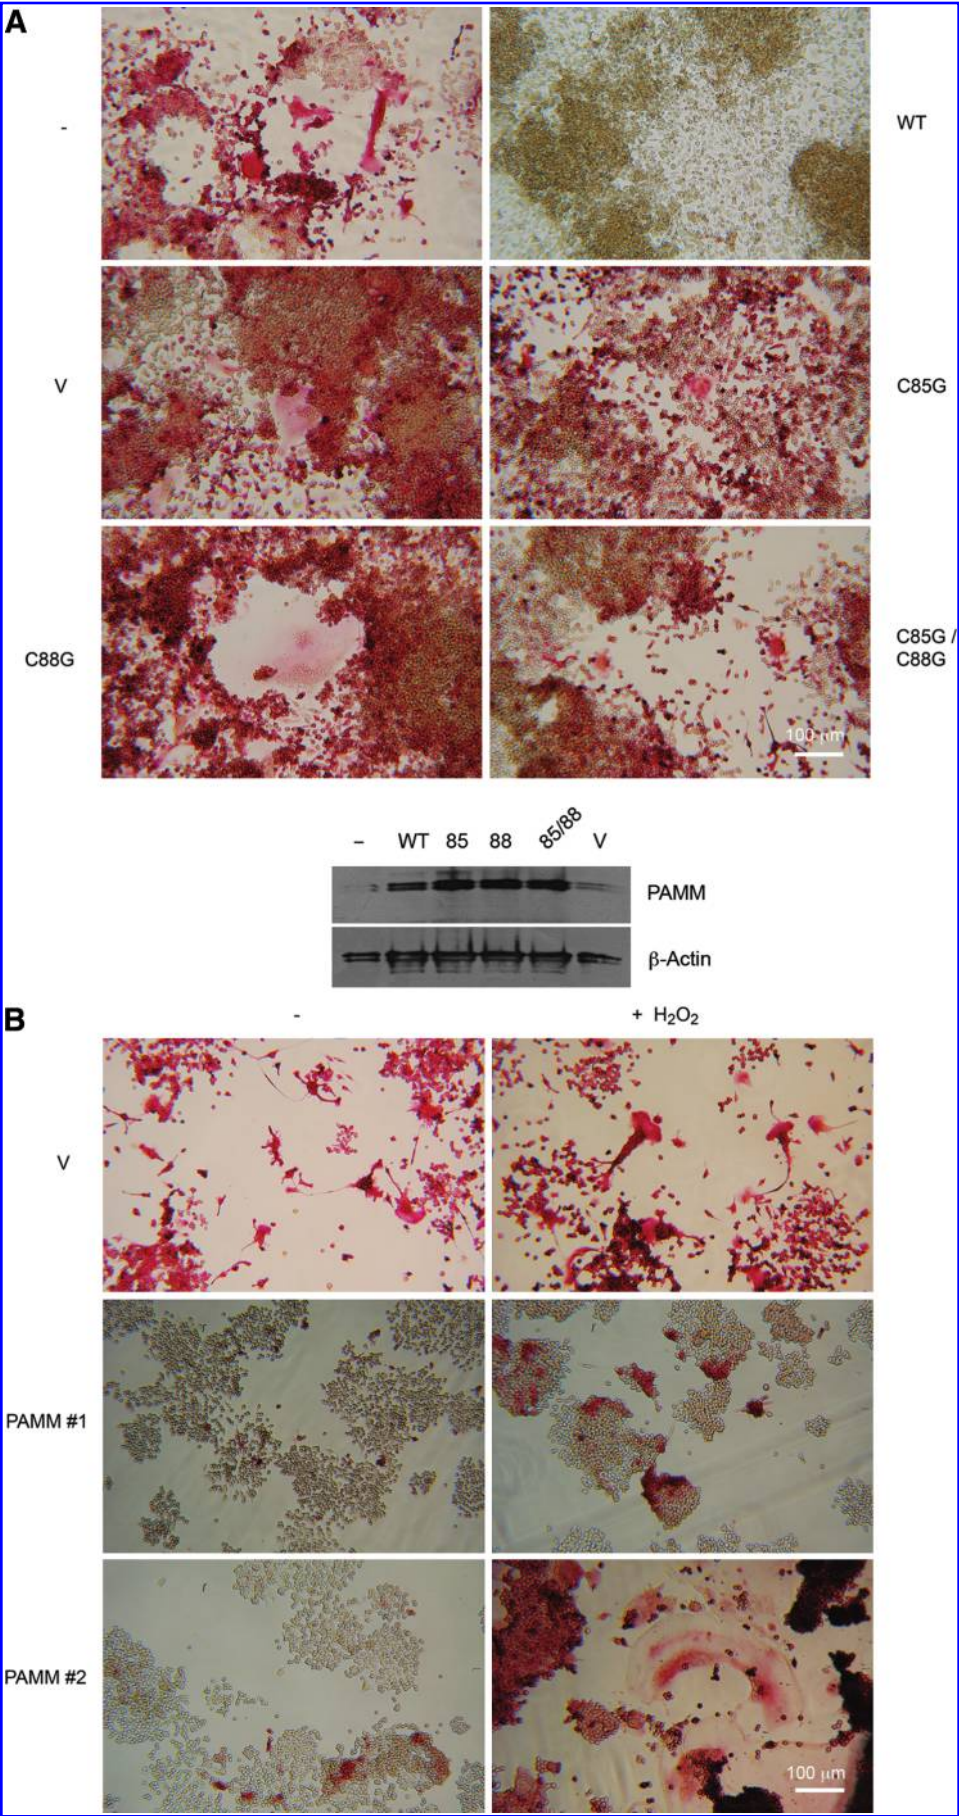 A
-
WT
V
C85G
C88G
C85G /
C88G
100 µm
– WT 85 88 85/88 V
PAMM
β-Actin
B
- + H₂O₂
V
PAMM #1
PAMM #2
100 µm